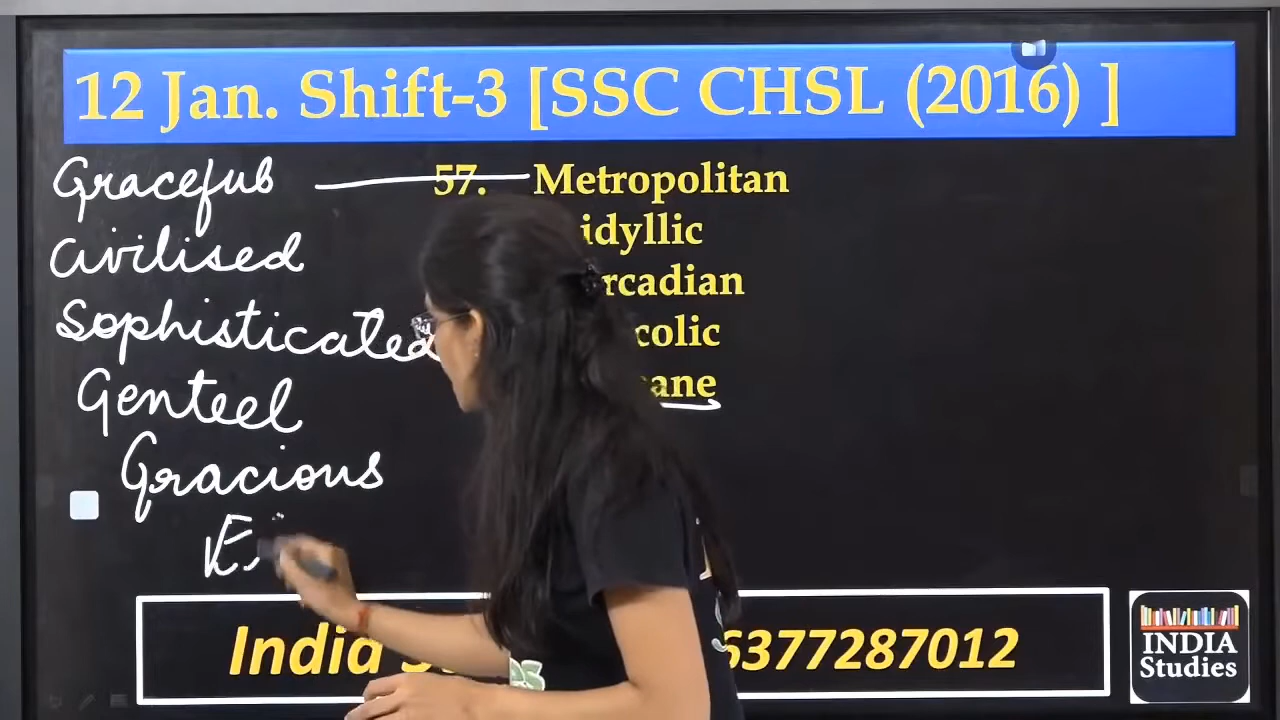 12 Jan. Shift-3 [SSC CHSL (2016) ]
Graceful
57. Metropolitan
Civilised
idyllic
rcadian
Sophisticated
colic
Genteel
ane
Gracious
E
India
6377287012
INDIA
Studies